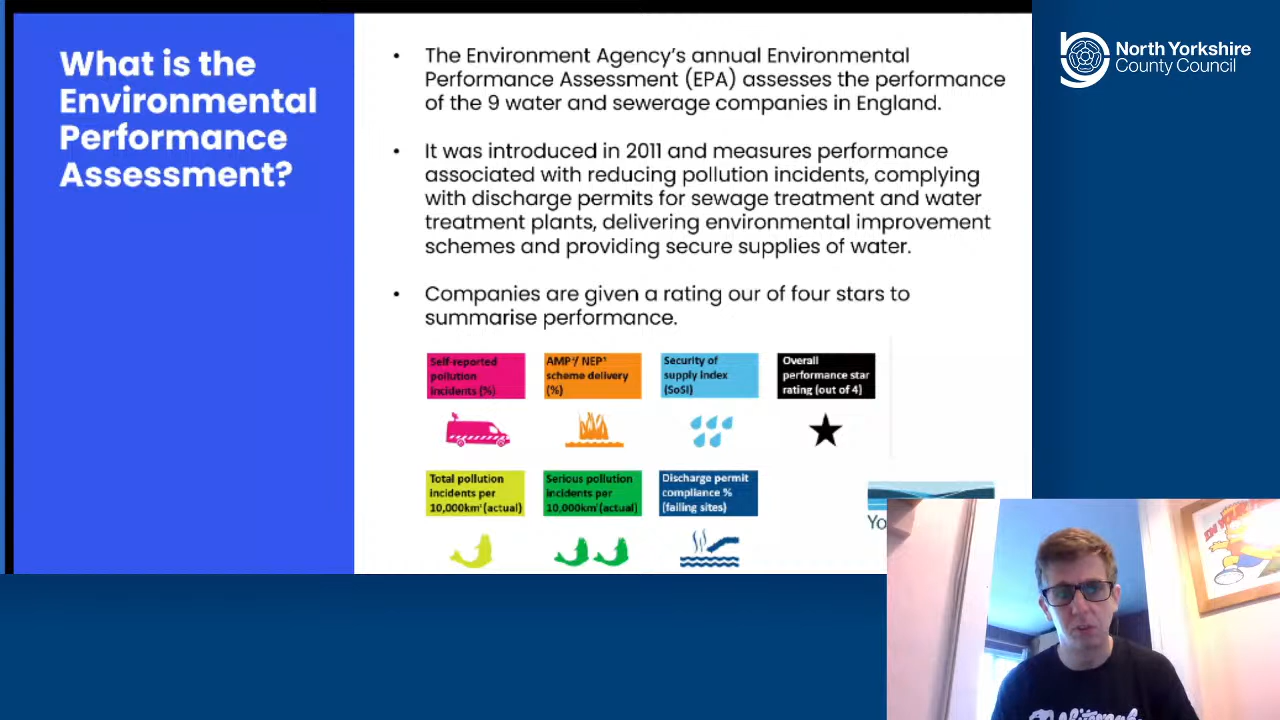 What is the
Environmental
Performance
Assessment?
• The Environment Agency's annual Environmental
Performance Assessment (EPA) assesses the performance
of the 9 water and sewerage companies in England.
• It was introduced in 2011 and measures performance
associated with reducing pollution incidents, complying
with discharge permits for sewage treatment and water
treatment plants, delivering environmental improvement
schemes and providing secure supplies of water.
• Companies are given a rating our of four stars to
summarise performance.
Self-reported
pollution
incidents (%)
AMP/ NEP
scheme delivery
(%)
Security of
supply index
(SoSI)
Overall
performance star
rating (out of 4)
Total pollution
incidents per
10,000km (actual)
Serious pollution
incidents per
10,000km (actual)
Discharge permit
compliance %
(failing sites)
North Yorkshire
County Council